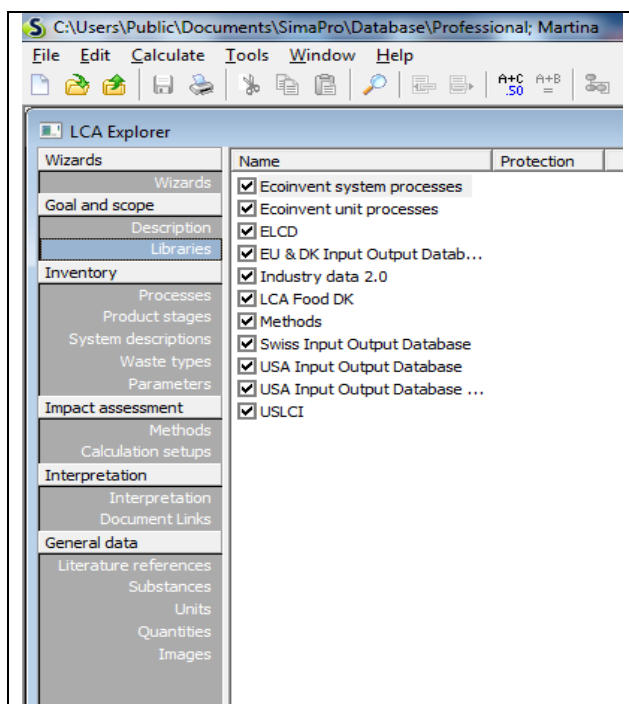 C:\Users\Public\Documents\SimaPro\Database\Professional; Martina
File Edit Calculate Tools Window Help
A+C .50 A+B =
LCA Explorer
Wizards
Wizards
Goal and scope
Description
Libraries
Inventory
Processes
Product stages
System descriptions
Waste types
Parameters
Impact assessment
Methods
Calculation setups
Interpretation
Interpretation
Document Links
General data
Literature references
Substances
Units
Quantities
Images
Name Protection
Ecoinvent system processes
Ecoinvent unit processes
ELCD
EU & DK Input Output Datab...
Industry data 2.0
LCA Food DK
Methods
Swiss Input Output Database
USA Input Output Database
USA Input Output Database ...
USLCI